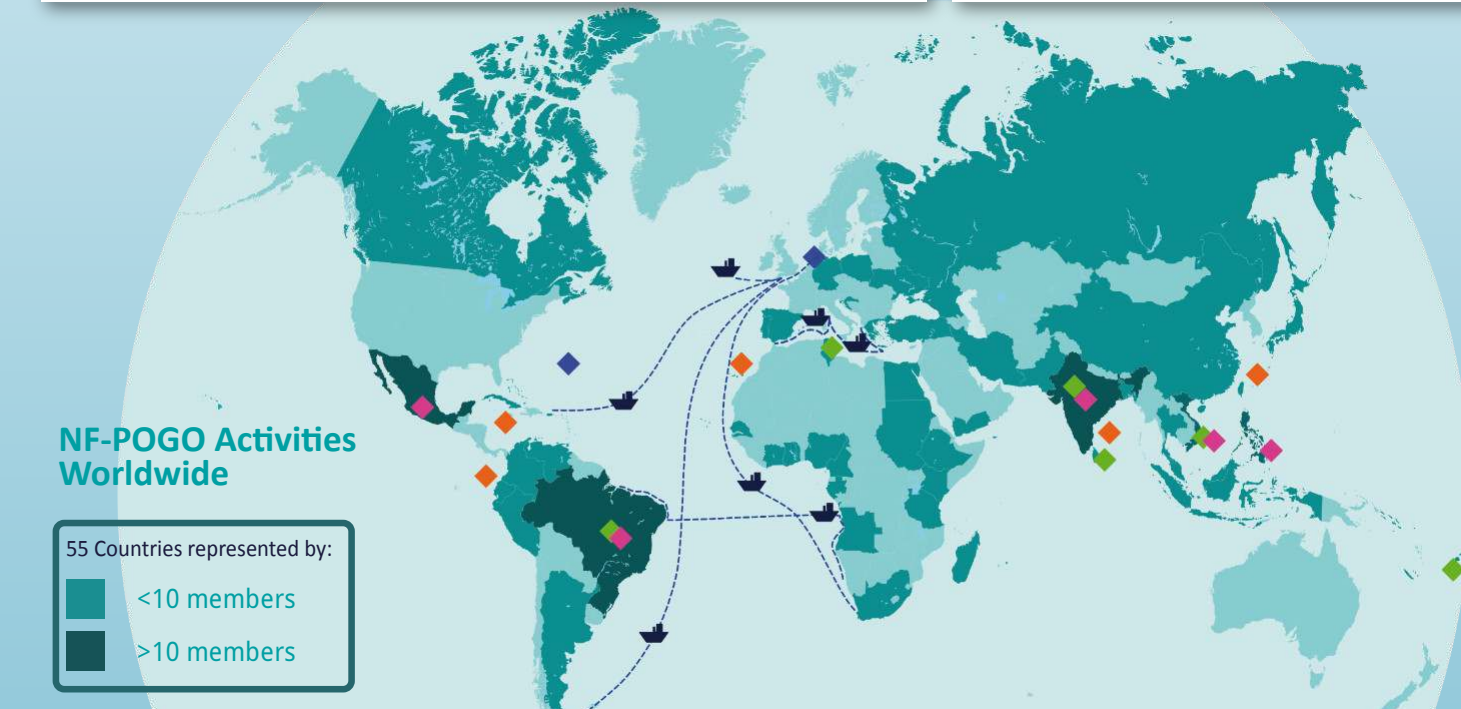 NF-POGO Activities
Worldwide
55 Countries represented by:
<10 members
>10 members